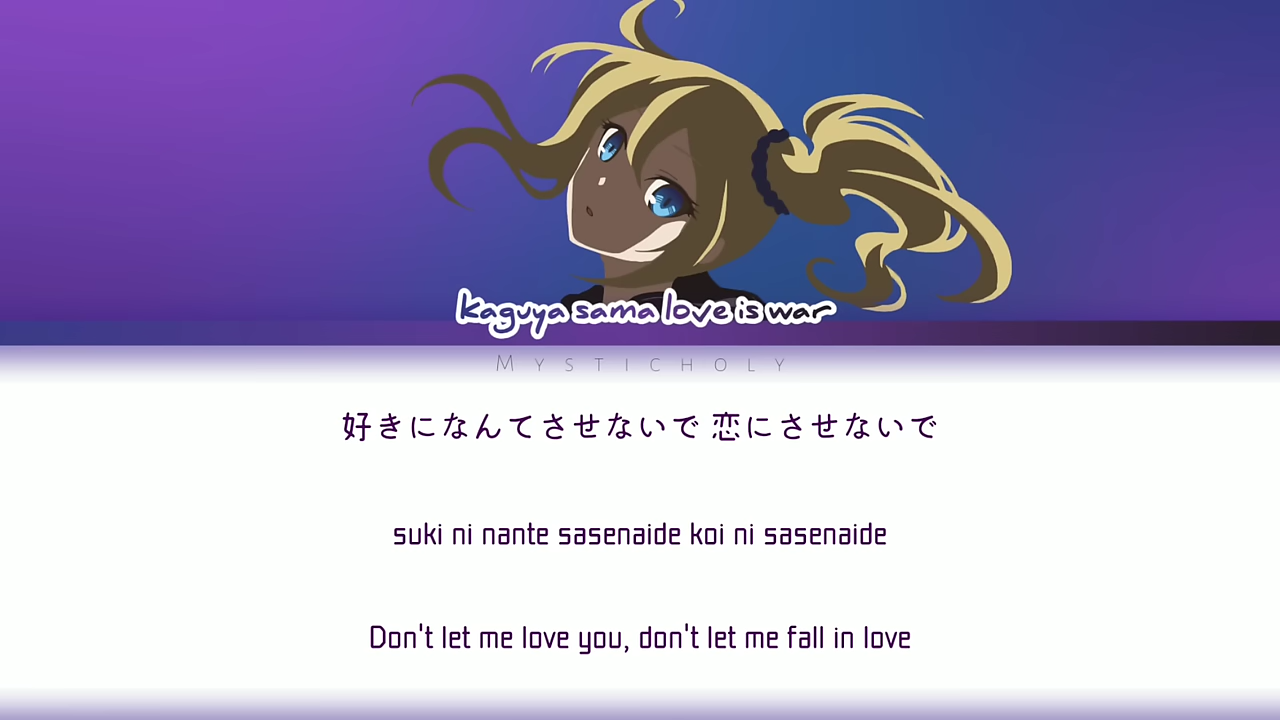 kaguya sama love is war
MYSTICHOLY
好きになんてさせないで 恋にさせないで
suki ni nante sasenaide koi ni sasenaide
Don't let me love you, don't let me fall in love